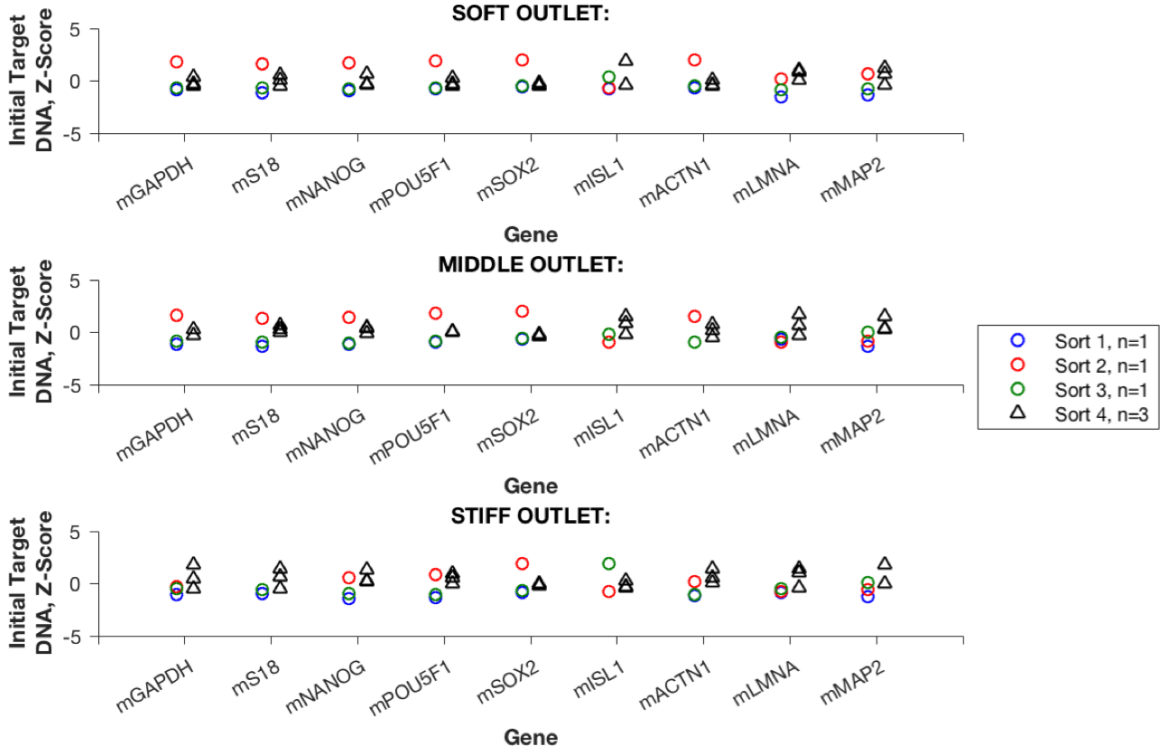 SOFT OUTLET:
Initial Target
DNA, Z-Score
5
0
-5
mGAPDH
mS18
mNANOG
mPOU5F1
mSOX2
mISL1
mACTN1
mLMNA
mMAP2
Gene
MIDDLE OUTLET:
Initial Target
DNA, Z-Score
5
0
-5
mGAPDH
mS18
mNANOG
mPOU5F1
mSOX2
mISL1
mACTN1
mLMNA
mMAP2
Gene
Sort 1, n=1
Sort 2, n=1
Sort 3, n=1
Sort 4, n=3
STIFF OUTLET:
Initial Target
DNA, Z-Score
5
0
-5
mGAPDH
mS18
mNANOG
mPOU5F1
mSOX2
mISL1
mACTN1
mLMNA
mMAP2
Gene